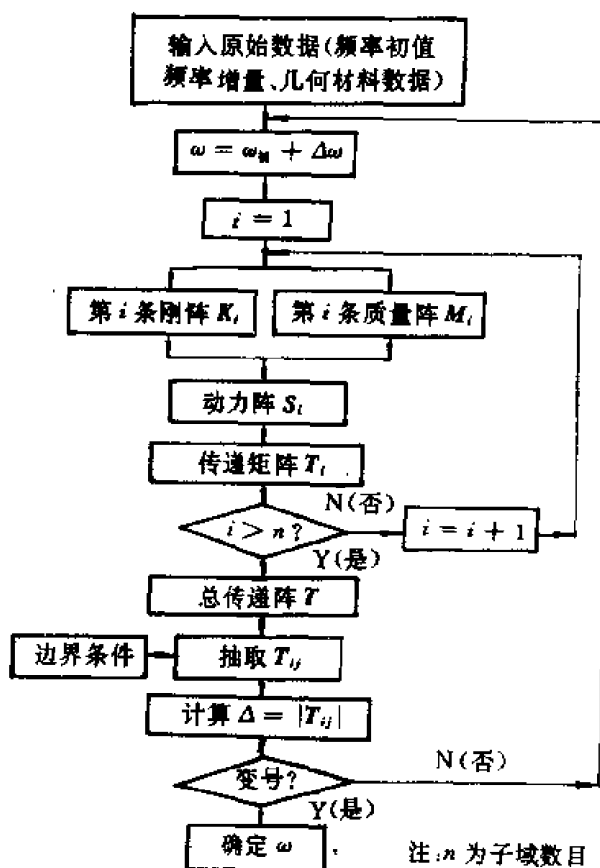 输入原始数据(频率初值
频率增量、几何材料数据)
ω = ω初 + Δω
i = 1
第 i 条刚阵 Ki
第 i 条质量阵 Mi
动力阵 Si
传递矩阵 Ti
N(否)
i > n ?
i = i + 1
Y(是)
总传递阵 T
边界条件
抽取 Tij
计算 Δ = |Tij|
N(否)
变号?
Y(是)
确定 ω
注:n 为子域数目